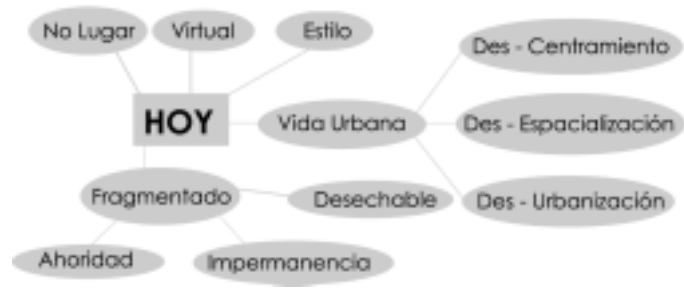 No Lugar
Virtual
Estilo
Des - Centramiento
HOY
Vida Urbana
Des - Espacialización
Fragmentado
Desechable
Des - Urbanización
Ahoridad
Impermanencia